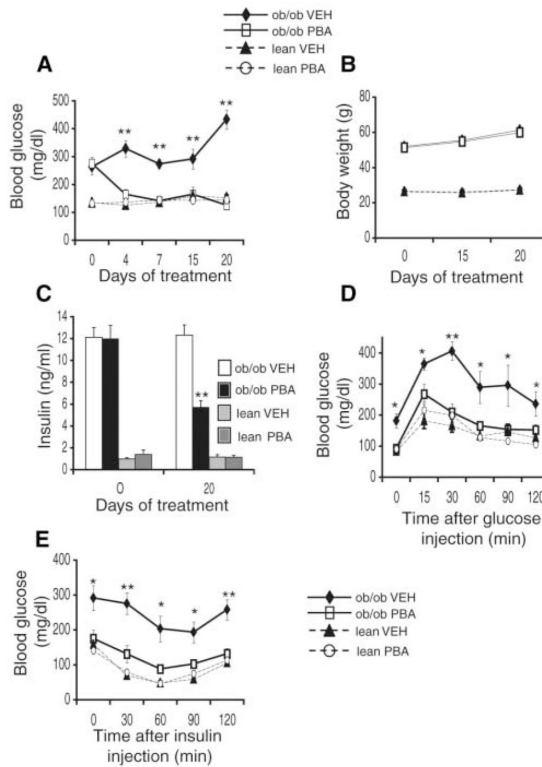 ob/ob VEH
ob/ob PBA
lean VEH
lean PBA
A
Blood glucose
(mg/dl)
500
400
300
200
100
0
**
**
**
**
0 4 7 15 20
Days of treatment
B
Body weight (g)
80
60
40
20
0
0 15 20
Days of treatment
C
Insulin (ng/ml)
14
12
10
8
6
4
2
0
**
ob/ob VEH
ob/ob PBA
lean VEH
lean PBA
0 20
Days of treatment
D
Blood glucose
(mg/dl)
400
300
200
100
0
* * ** * * *
0 15 30 60 90 120
Time after glucose
injection (min)
E
Blood glucose
(mg/dl)
400
300
200
100
0
* ** * * **
0 30 60 90 120
Time after insulin
injection (min)
ob/ob VEH
ob/ob PBA
lean VEH
lean PBA